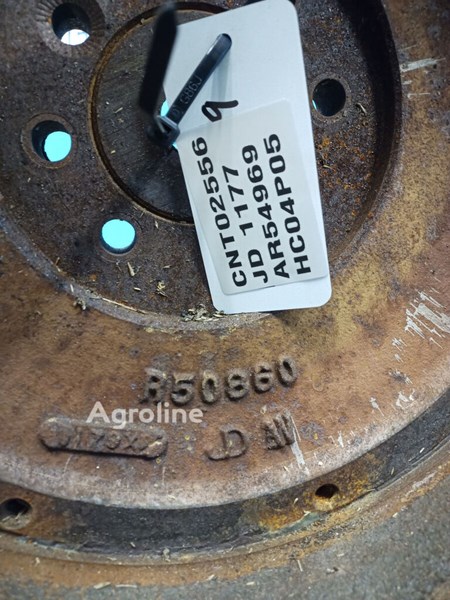 CNT02556 9
JD 1177
AR54969
HC04P05
R50860
Agroline
JD